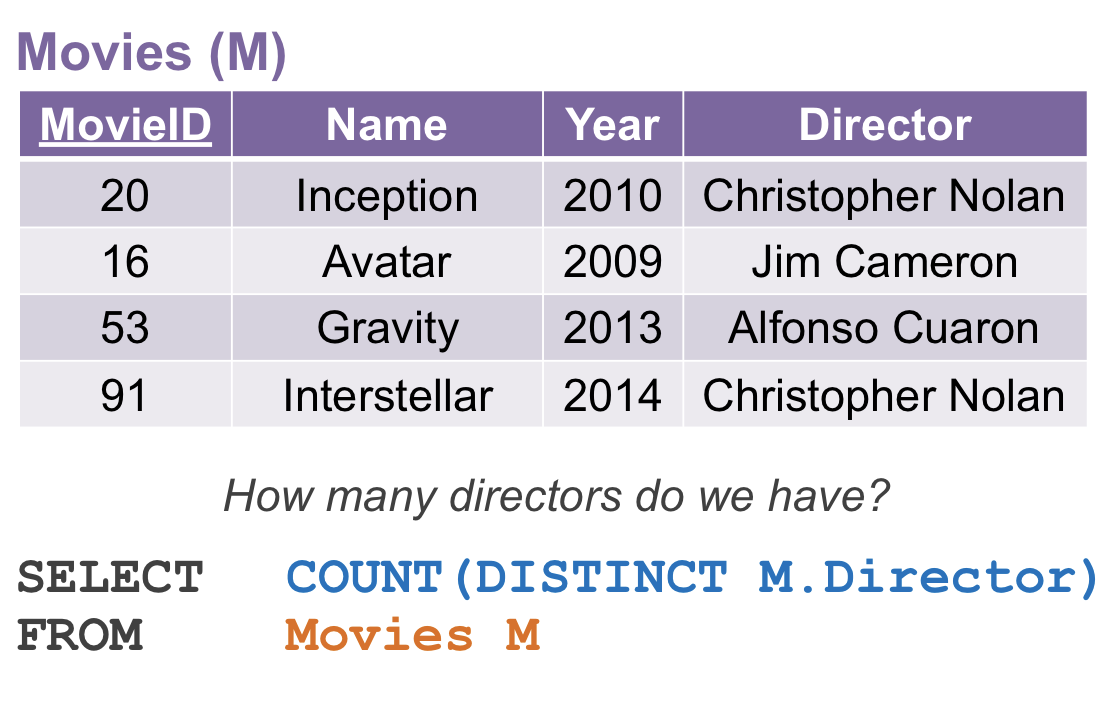 Movies (M)
MovieID Name Year Director
20 Inception 2010 Christopher Nolan
16 Avatar 2009 Jim Cameron
53 Gravity 2013 Alfonso Cuaron
91 Interstellar 2014 Christopher Nolan
How many directors do we have?
SELECT COUNT(DISTINCT M.Director)
FROM Movies M